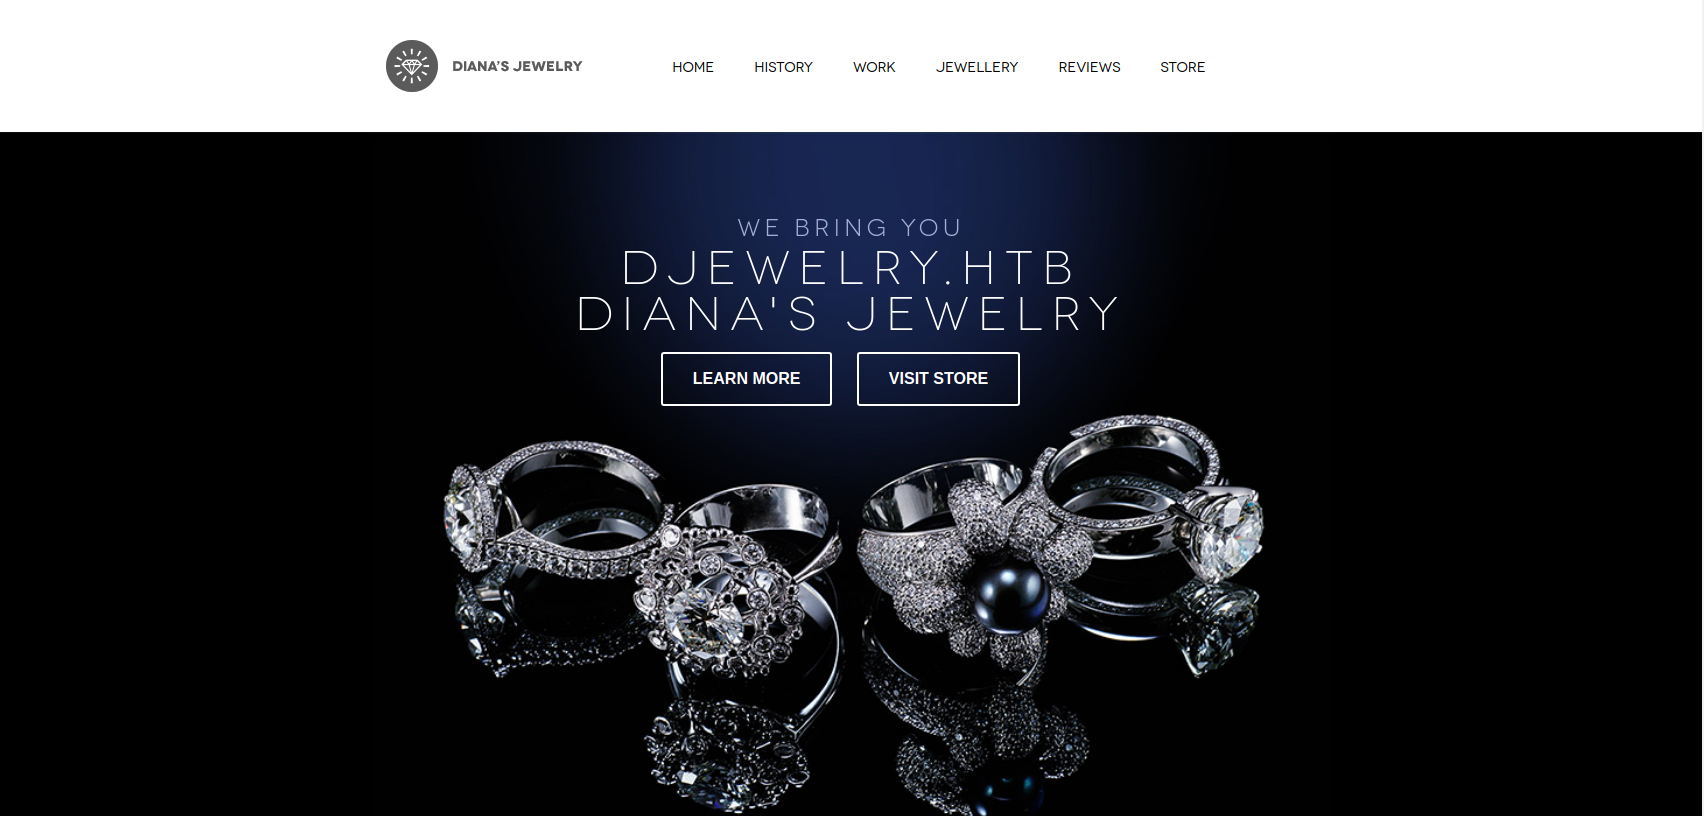 DIANA'S JEWELRY
HOME HISTORY WORK JEWELLERY REVIEWS STORE
WE BRING YOU
DJEWELRY.HTB
DIANA'S JEWELRY
LEARN MORE VISIT STORE